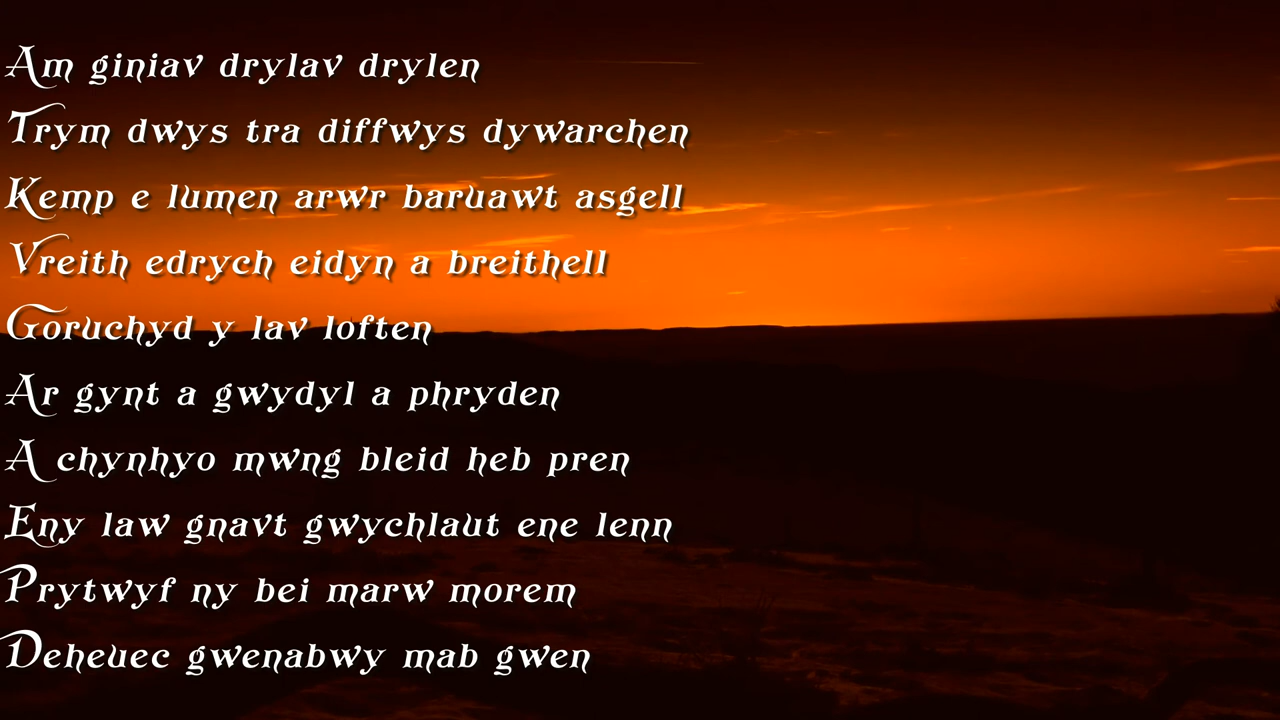 Am giniav drylav drylen
Trym dwys tra diffwys dywarchen
Kemp e lumen arwr baruawt asgell
Vreith edrych eidyn a breithell
Goruchyd y lav loften
Ar gynt a gwydyl a phryden
A chynhyo mwng bleid heb pren
Eny law gnavt gwychlaut ene lenn
Prytwyf ny bei marw morem
Deheuec gwenabwy mab gwen